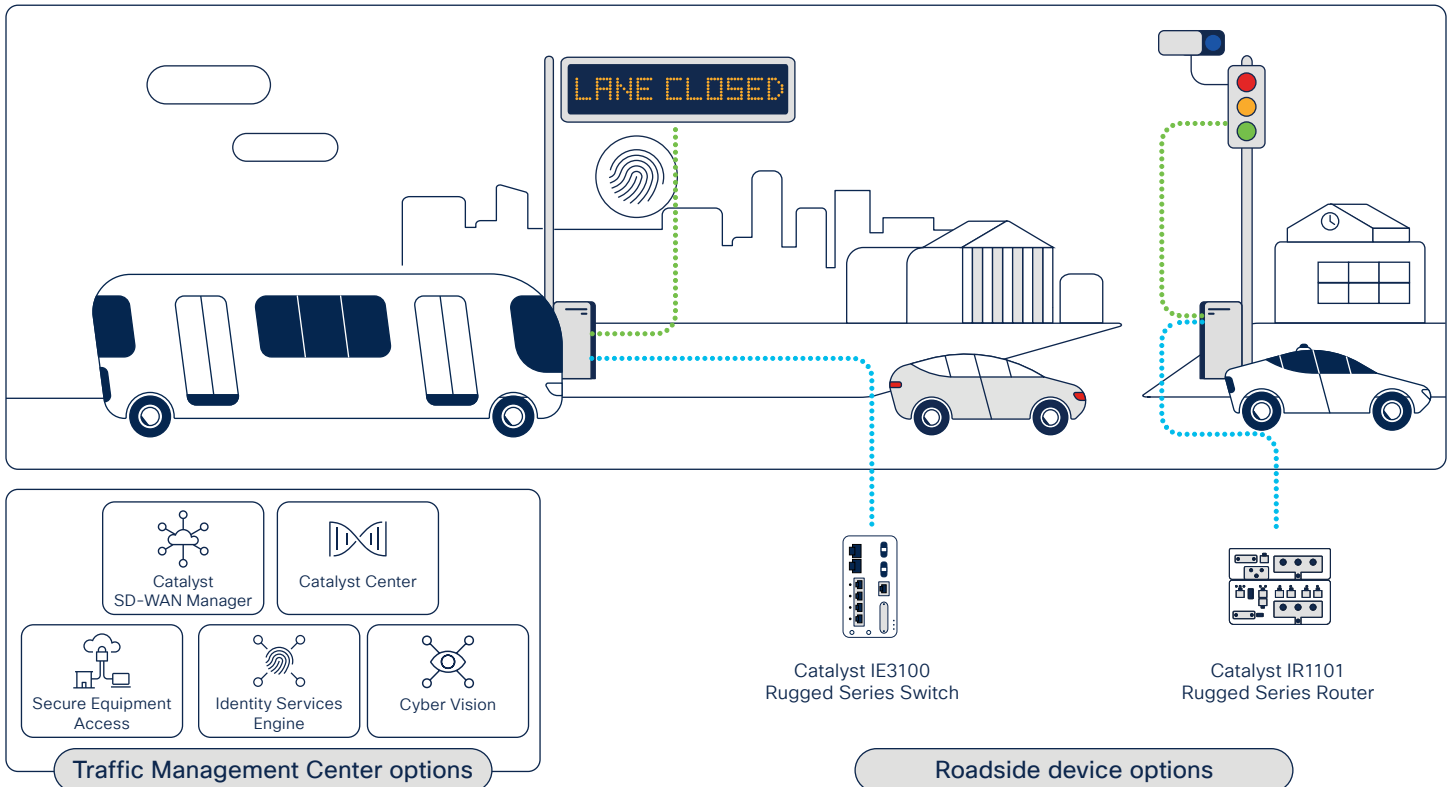 LANE CLOSED
Catalyst
SD-WAN Manager
Catalyst Center
Secure Equipment
Access
Identity Services
Engine
Cyber Vision
Traffic Management Center options
Catalyst IE3100
Rugged Series Switch
Catalyst IR1101
Rugged Series Router
Roadside device options